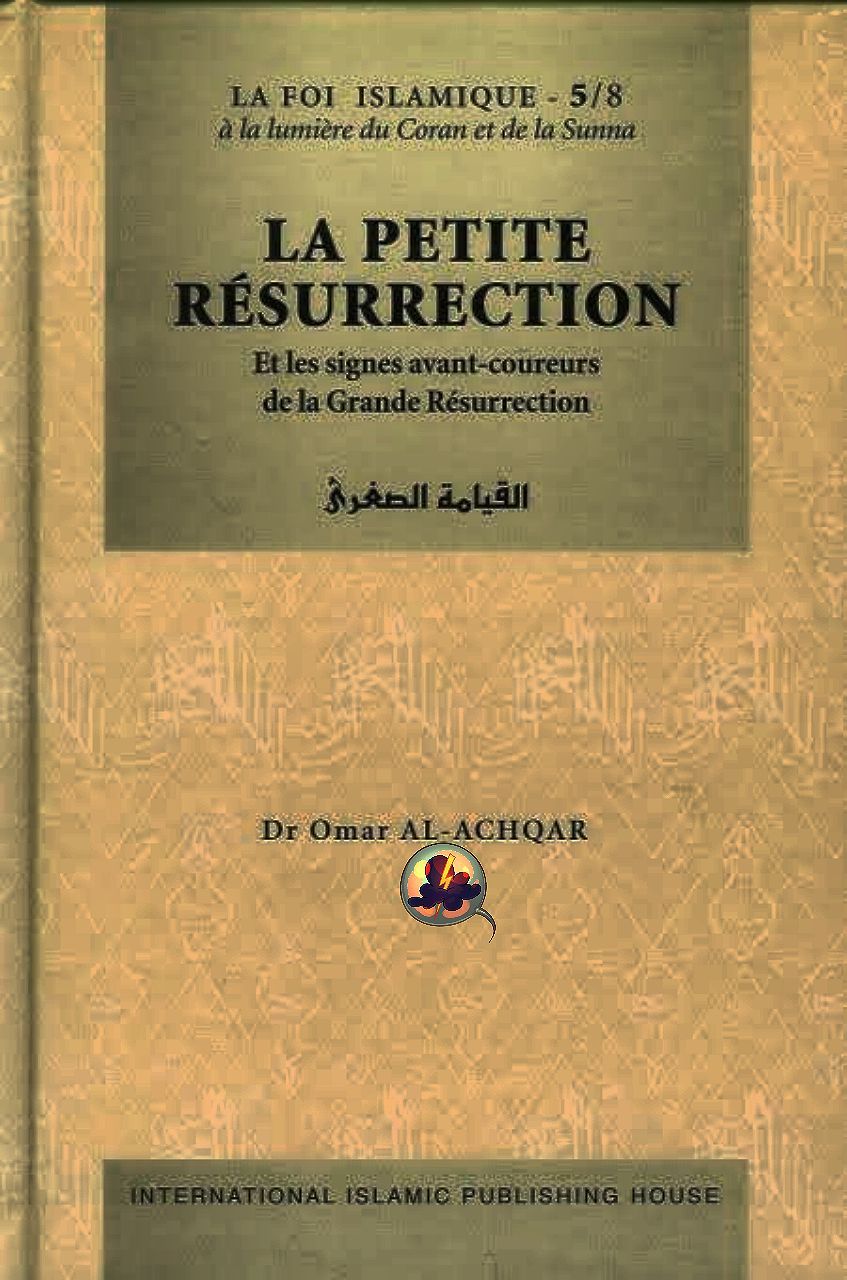 LA FOI ISLAMIQUE - 5/8
à la lumière du Coran et de la Sunna
LA PETITE
RÉSURRECTION
Et les signes avant-coureurs
de la Grande Résurrection
القيامة الصغرى
Dr Omar AL-ACHQAR
INTERNATIONAL ISLAMIC PUBLISHING HOUSE